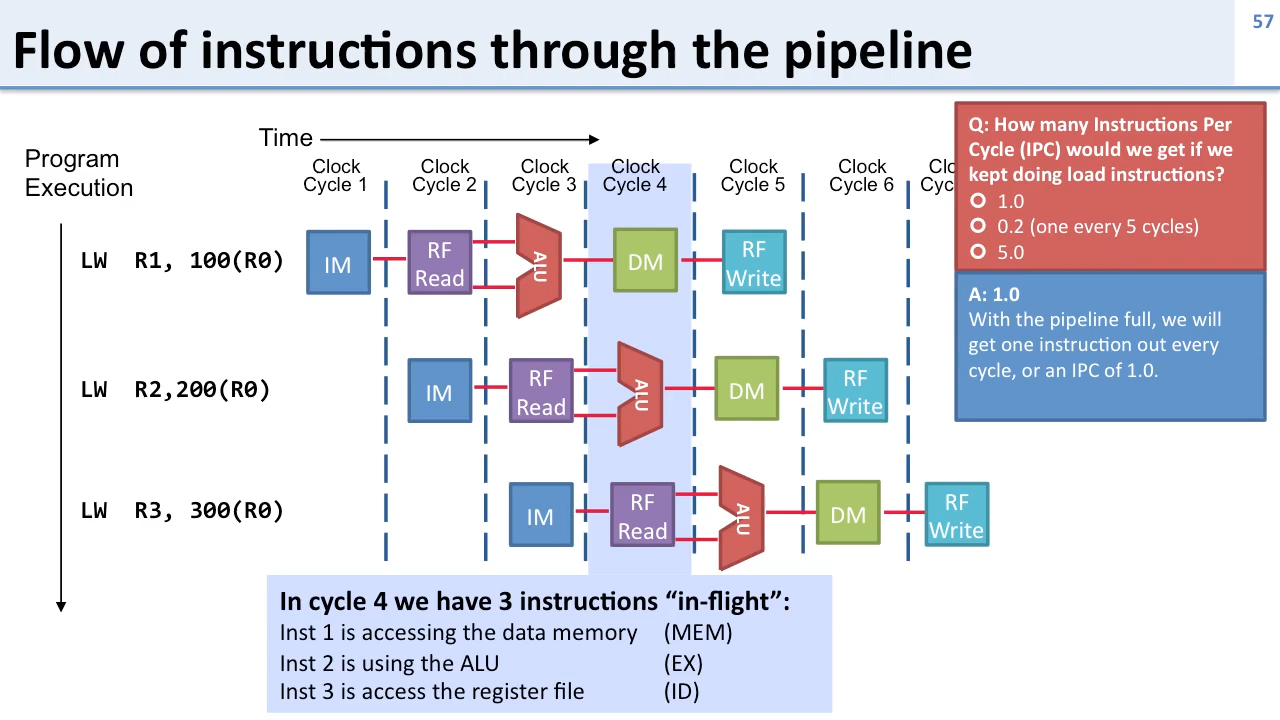 57
Flow of instructions through the pipeline
Time
Program
Execution
Clock
Cycle 1
Clock
Cycle 2
Clock
Cycle 3
Clock
Cycle 4
Clock
Cycle 5
Clock
Cycle 6
Clo
Cyc
LW R1, 100(R0)
IM
RF
Read
ALU
DM
RF
Write
LW R2,200(R0)
IM
RF
Read
ALU
DM
RF
Write
LW R3, 300(R0)
IM
RF
Read
ALU
DM
RF
Write
Q: How many Instructions Per
Cycle (IPC) would we get if we
kept doing load instructions?
1.0
0.2 (one every 5 cycles)
5.0
A: 1.0
With the pipeline full, we will
get one instruction out every
cycle, or an IPC of 1.0.
In cycle 4 we have 3 instructions “in-flight”:
Inst 1 is accessing the data memory (MEM)
Inst 2 is using the ALU (EX)
Inst 3 is access the register file (ID)